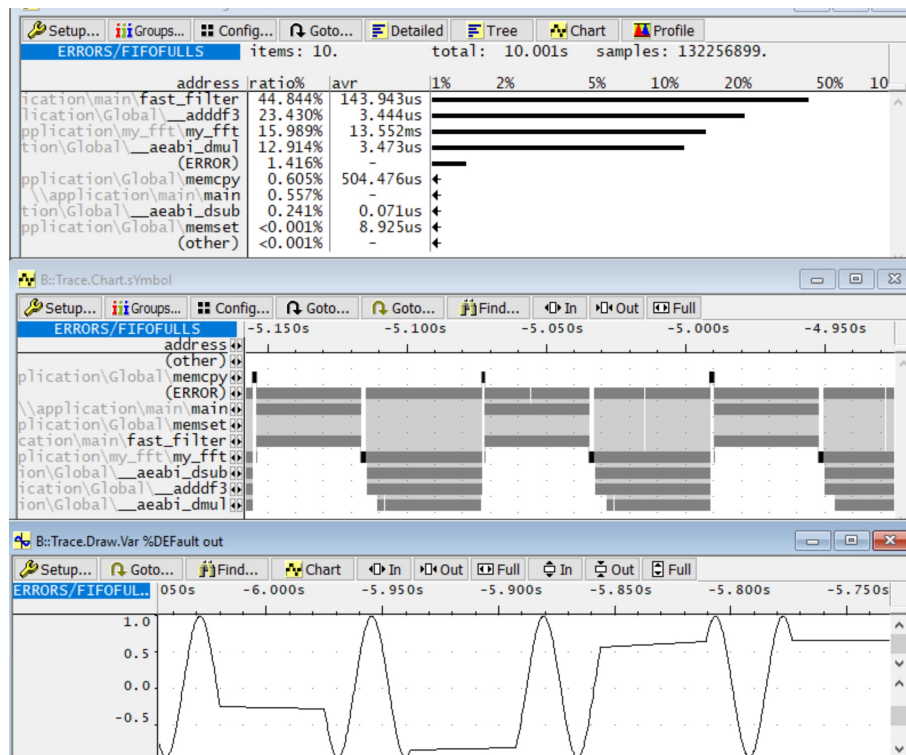 Setup... Groups... Config... Goto... Detailed Tree Chart Profile
ERRORS/FIFOFULLS items: 10. total: 10.001s samples: 132256899.
address ratio% avr 1% 2% 5% 10% 20% 50% 10
ication\main\fast_filter 44.844% 143.943us
lication\Global\__adddf3 23.430% 3.444us
pplication\my_fft\my_fft 15.989% 13.552ms
tion\Global\__aeabi_dmul 12.914% 3.473us
(ERROR) 1.416% -
pplication\Global\memcpy 0.605% 504.476us
\\application\main\main 0.557% -
tion\Global\__aeabi_dsub 0.241% 0.071us
pplication\Global\memset <0.001% 8.925us
(other) <0.001% -
B::Trace.Chart.sYmbol
Setup... Groups... Config... Goto... Goto... Find... In Out Full
ERRORS/FIFOFULLS -5.150s -5.100s -5.050s -5.000s -4.950s
address
(other)
plication\Global\memcpy
(ERROR)
\\application\main\main
plication\Global\memset
cation\main\fast_filter
plication\my_fft\my_fft
ion\Global\__aeabi_dsub
ication\Global\__adddf3
ion\Global\__aeabi_dmul
B::Trace.Draw.Var %DEFault out
Setup... Goto... Find... Chart In Out Full In Out Full
ERRORS/FIFOFUL.. 050s -6.000s -5.950s -5.900s -5.850s -5.800s -5.750s
1.0
0.5
0.0
-0.5